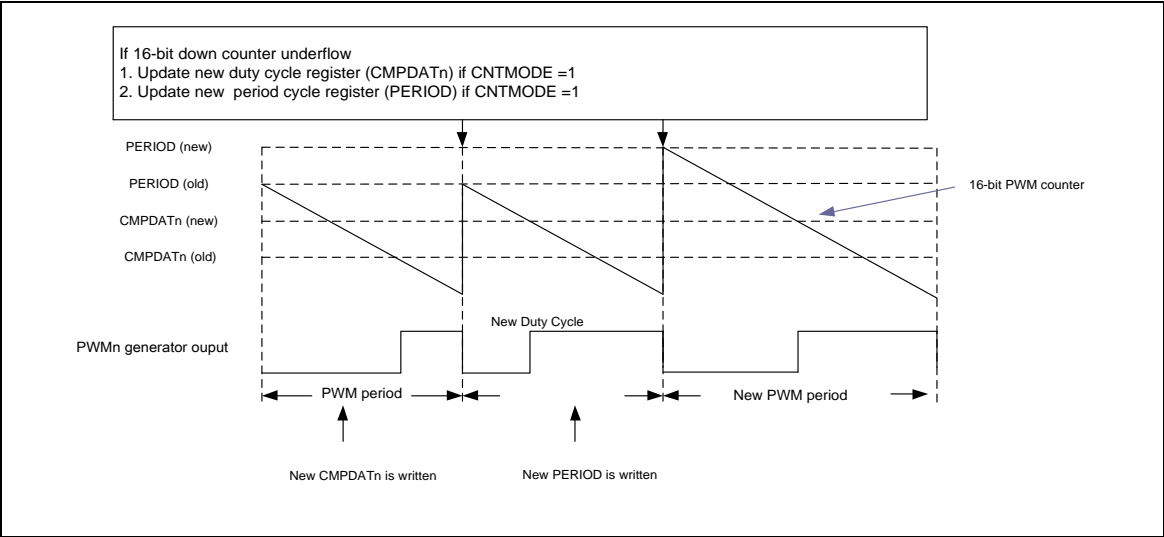 If 16-bit down counter underflow
1. Update new duty cycle register (CMPDATn) if CNTMODE =1
2. Update new  period cycle register (PERIOD) if CNTMODE =1
PERIOD (new)
PERIOD (old)
16-bit PWM counter
CMPDATn (new)
CMPDATn (old)
New Duty Cycle
PWMn generator ouput
PWM period
New PWM period
New CMPDATn is written
New PERIOD is written